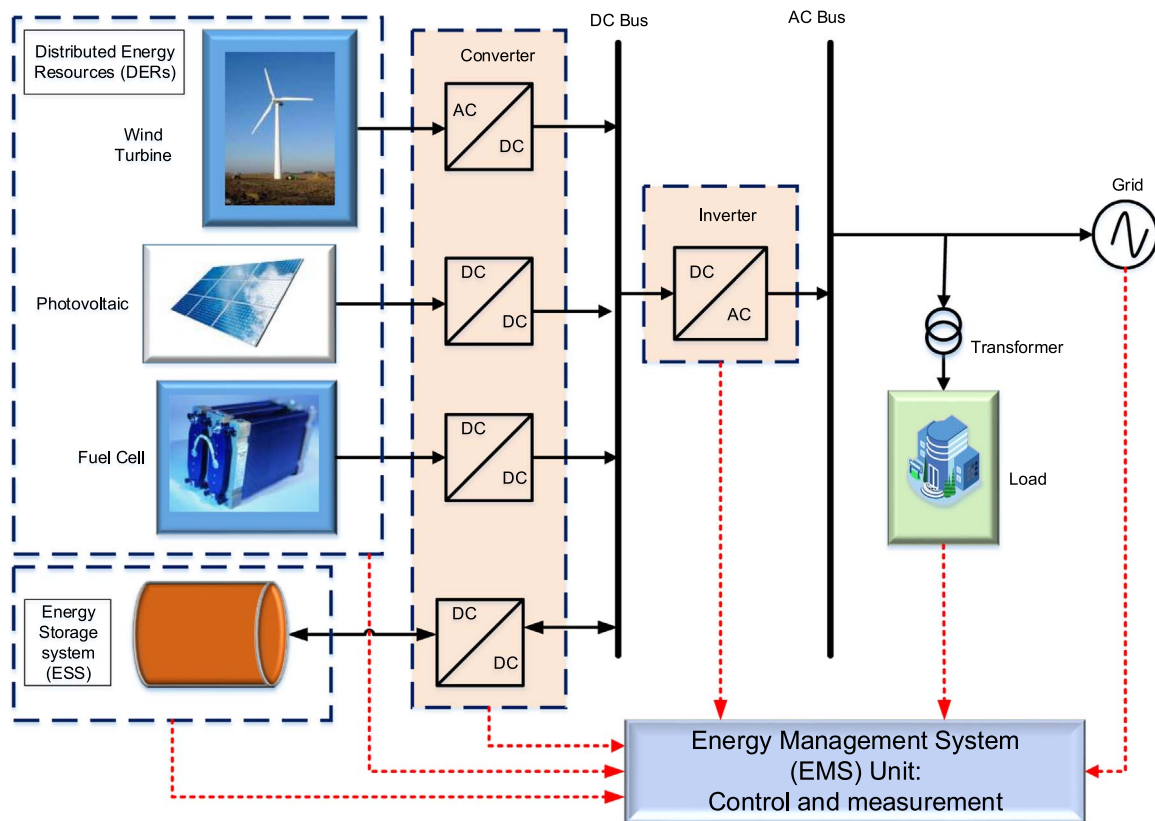 DC Bus
AC Bus
Distributed Energy
Resources (DERs)
Converter
Wind
Turbine
AC
DC
Grid
Inverter
Photovoltaic
DC
DC
DC
AC
Transformer
Fuel Cell
DC
DC
Load
Energy
Storage
system
(ESS)
DC
DC
Energy Management System
(EMS) Unit:
Control and measurement